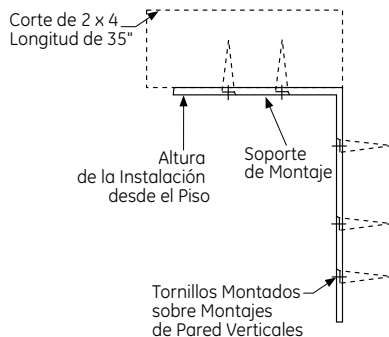 Corte de 2 x 4
Longitud de 35"
Altura
de la Instalación
desde el Piso
Soporte
de Montaje
Tornillos Montados
sobre Montajes
de Pared Verticales